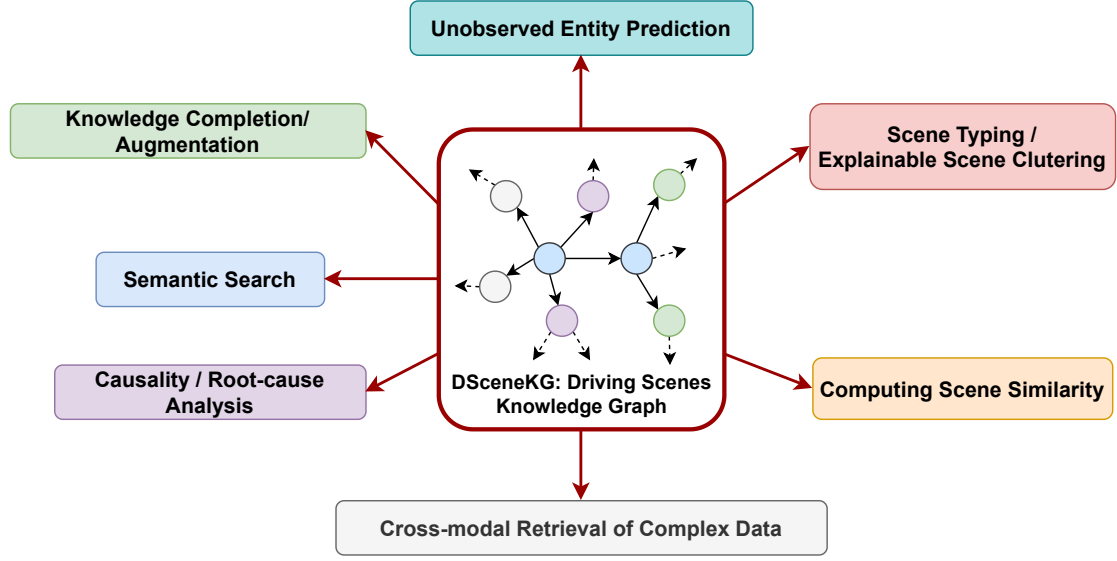 Unobserved Entity Prediction
Knowledge Completion/
Augmentation
Scene Typing /
Explainable Scene Clutering
Semantic Search
Causality / Root-cause
Analysis
DSceneKG: Driving Scenes
Knowledge Graph
Computing Scene Similarity
Cross-modal Retrieval of Complex Data